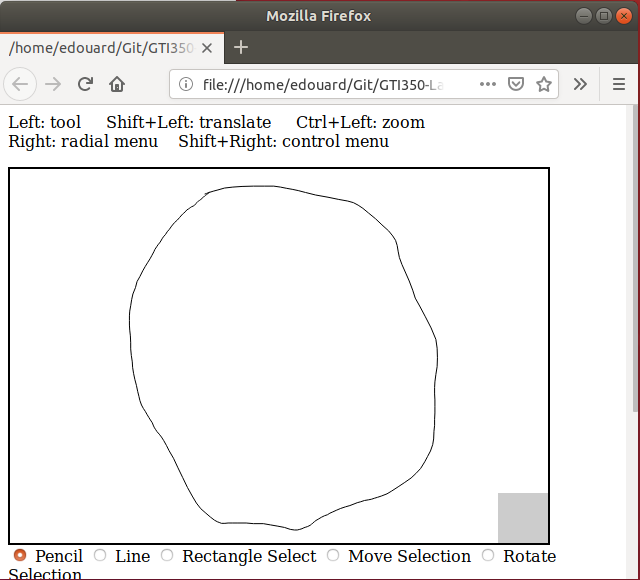 Mozilla Firefox
/home/edouard/Git/GTI350
file:///home/edouard/Git/GTI350-La
Left: tool Shift+Left: translate Ctrl+Left: zoom
Right: radial menu Shift+Right: control menu
Pencil Line Rectangle Select Move Selection Rotate
Selection